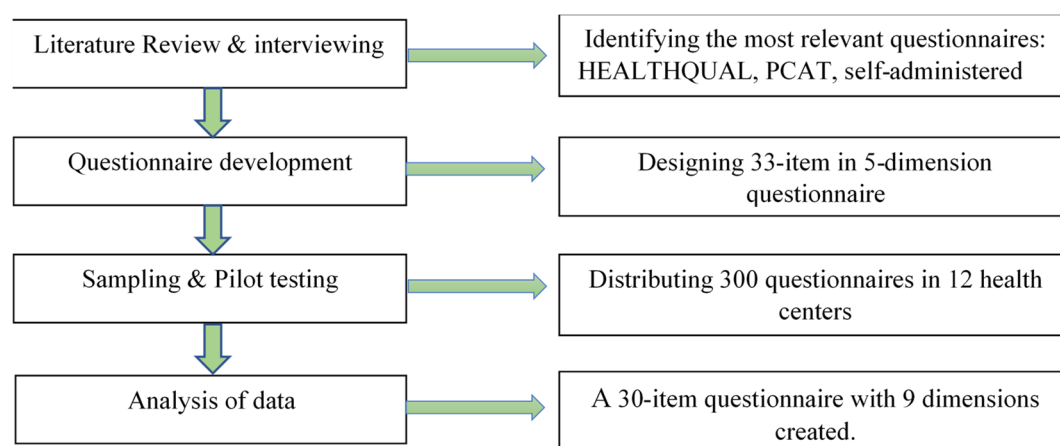 Literature Review & interviewing
Identifying the most relevant questionnaires:
HEALTHQUAL, PCAT, self-administered
Questionnaire development
Designing 33-item in 5-dimension
questionnaire
Sampling & Pilot testing
Distributing 300 questionnaires in 12 health
centers
Analysis of data
A 30-item questionnaire with 9 dimensions
created.